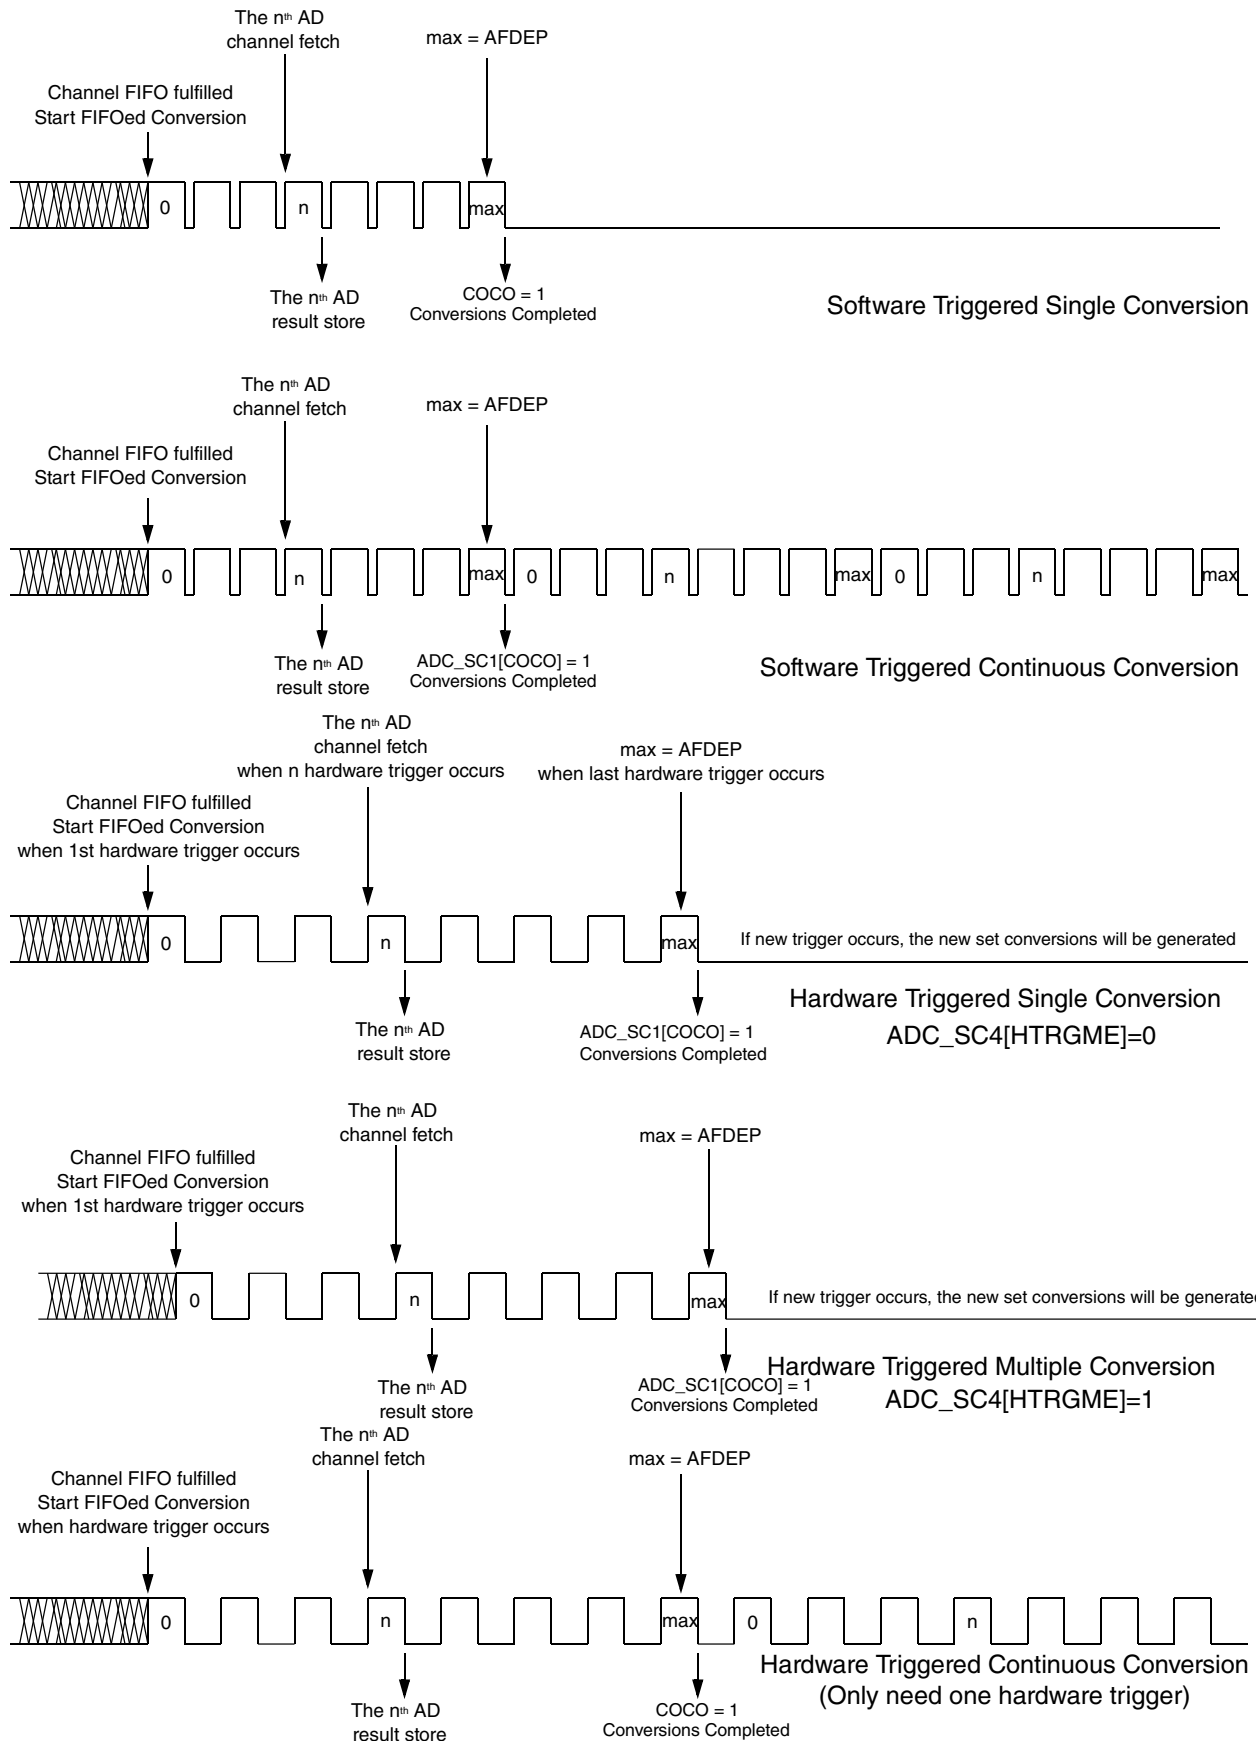 The nth AD
channel fetch
max = AFDEP
Channel FIFO fulfilled
Start FIFOed Conversion
0
n
max
The nth AD
result store
COCO = 1
Conversions Completed
Software Triggered Single Conversion
The nth AD
channel fetch
max = AFDEP
Channel FIFO fulfilled
Start FIFOed Conversion
0
n
max
0
n
max
0
n
max
The nth AD
result store
ADC_SC1[COCO] = 1
Conversions Completed
Software Triggered Continuous Conversion
The nth AD
channel fetch
when n hardware trigger occurs
max = AFDEP
when last hardware trigger occurs
Channel FIFO fulfilled
Start FIFOed Conversion
when 1st hardware trigger occurs
0
n
max
If new trigger occurs, the new set conversions will be generated
The nth AD
result store
ADC_SC1[COCO] = 1
Conversions Completed
Hardware Triggered Single Conversion
ADC_SC4[HTRGME]=0
The nth AD
channel fetch
max = AFDEP
Channel FIFO fulfilled
Start FIFOed Conversion
when 1st hardware trigger occurs
0
n
max
If new trigger occurs, the new set conversions will be generated
The nth AD
result store
ADC_SC1[COCO] = 1
Conversions Completed
Hardware Triggered Multiple Conversion
ADC_SC4[HTRGME]=1
The nth AD
channel fetch
max = AFDEP
Channel FIFO fulfilled
Start FIFOed Conversion
when hardware trigger occurs
0
n
max
0
n
The nth AD
result store
COCO = 1
Conversions Completed
Hardware Triggered Continuous Conversion
(Only need one hardware trigger)